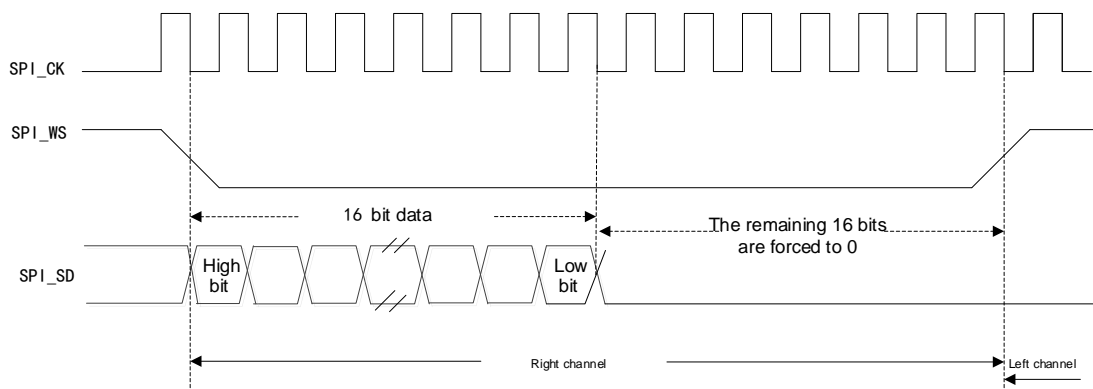 SPI_CK
SPI_WS
16 bit data
The remaining 16 bits
are forced to 0
SPI_SD
High
bit
Low
bit
Right channel
Left channel